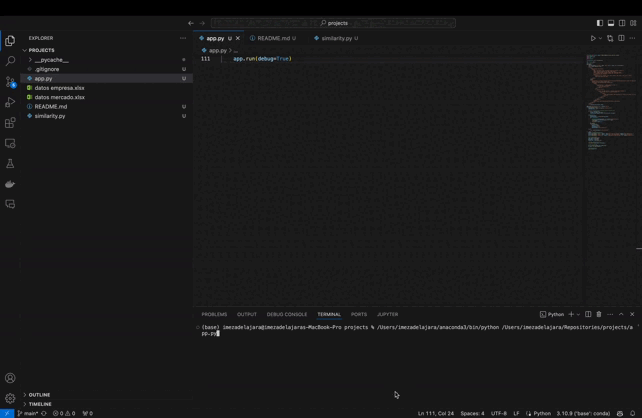 projects
EXPLORER
PROJECTS
__pycache__
.gitignore
app.py U
datos empresa.xlsx
datos mercado.xlsx
README.md U
similarity.py U
app.py U
README.md U
similarity.py U
app.py > ...
111 app.run(debug=True)
PROBLEMS OUTPUT DEBUG CONSOLE TERMINAL PORTS JUPYTER
Python
(base) imezadelajara@imezadelajaras-MacBook-Pro projects % /Users/imezadelajara/anaconda3/bin/python /Users/imezadelajara/Repositories/projects/a
pp.py
OUTLINE
TIMELINE
main* 0 0 0 Ln 111, Col 24 Spaces: 4 UTF-8 LF Python 3.10.9 ('base': conda)